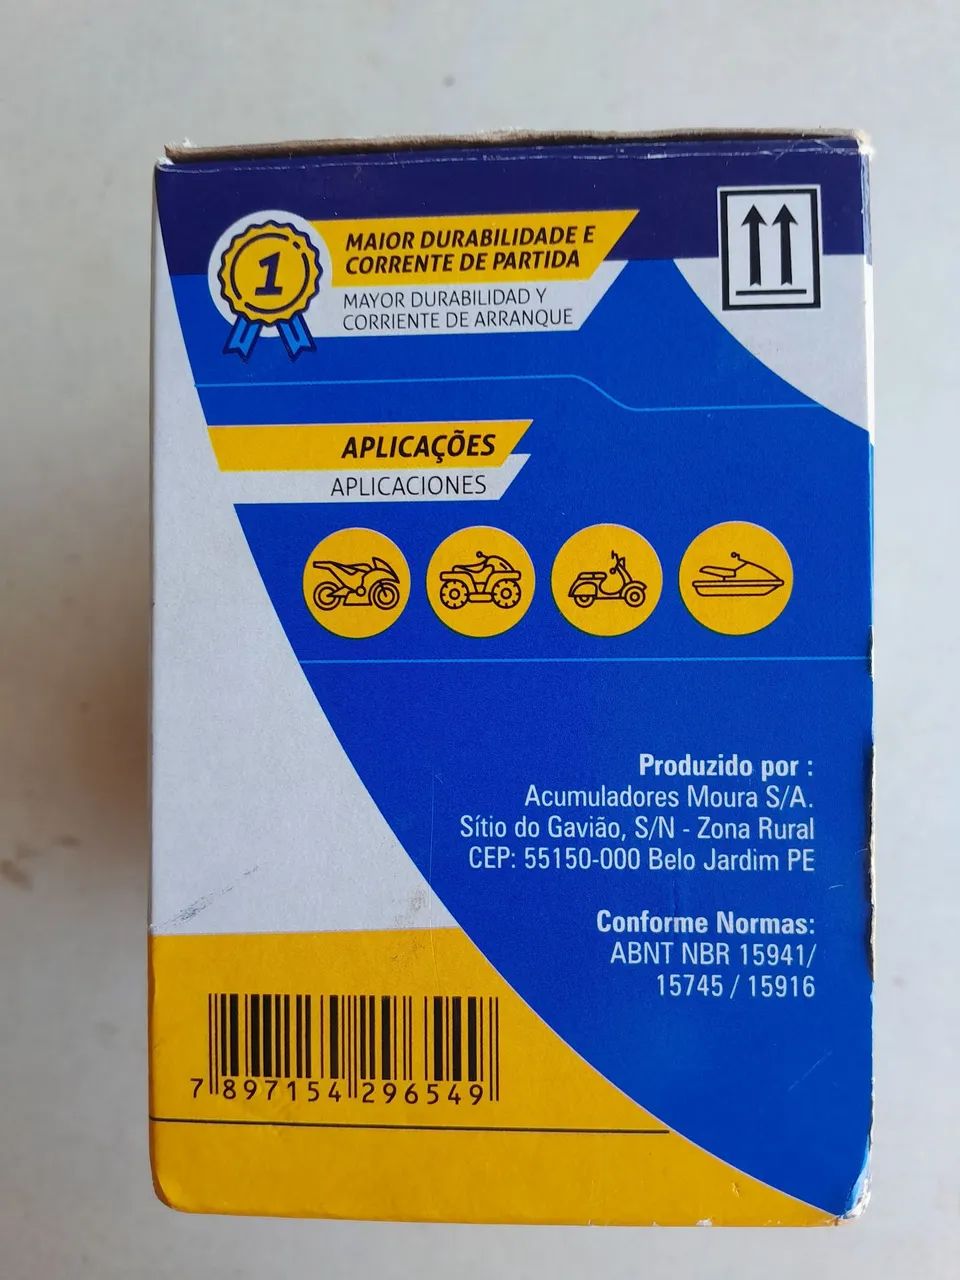 1
MAIOR DURABILIDADE E
CORRENTE DE PARTIDA
MAYOR DURABILIDAD Y
CORRIENTE DE ARRANQUE
APLICAÇÕES
APLICACIONES
Produzido por :
Acumuladores Moura S/A.
Sítio do Gavião, S/N - Zona Rural
CEP: 55150-000 Belo Jardim PE
Conforme Normas:
ABNT NBR 15941/
15745 / 15916
7 897154 296549